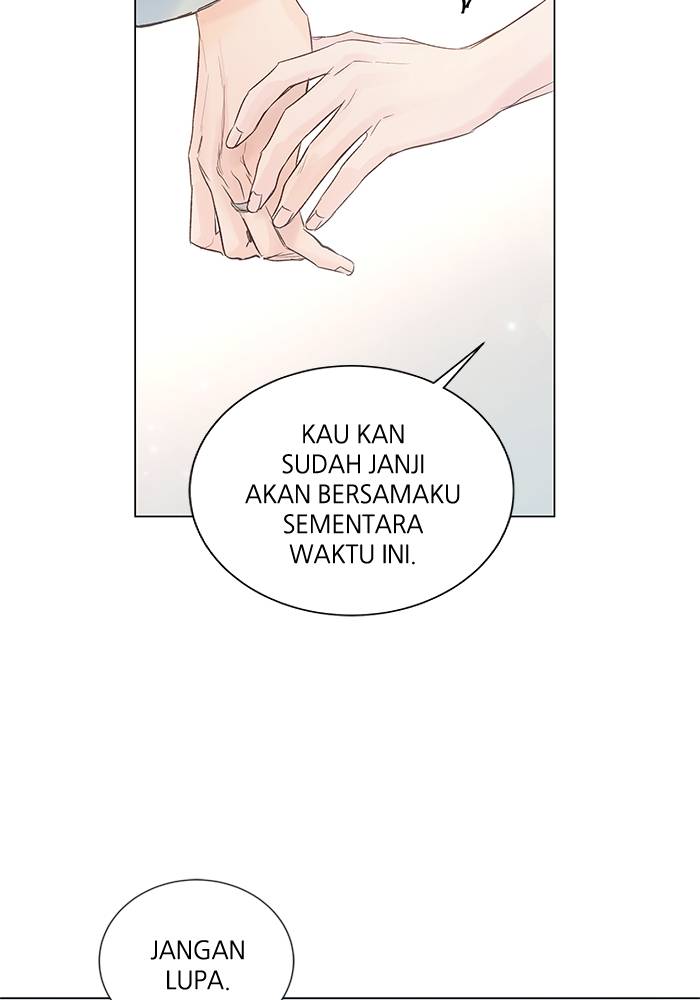 KAU KAN
SUDAH JANJI
AKAN BERSAMAKU
SEMENTARA
WAKTU INI.
JANGAN
LUPA.